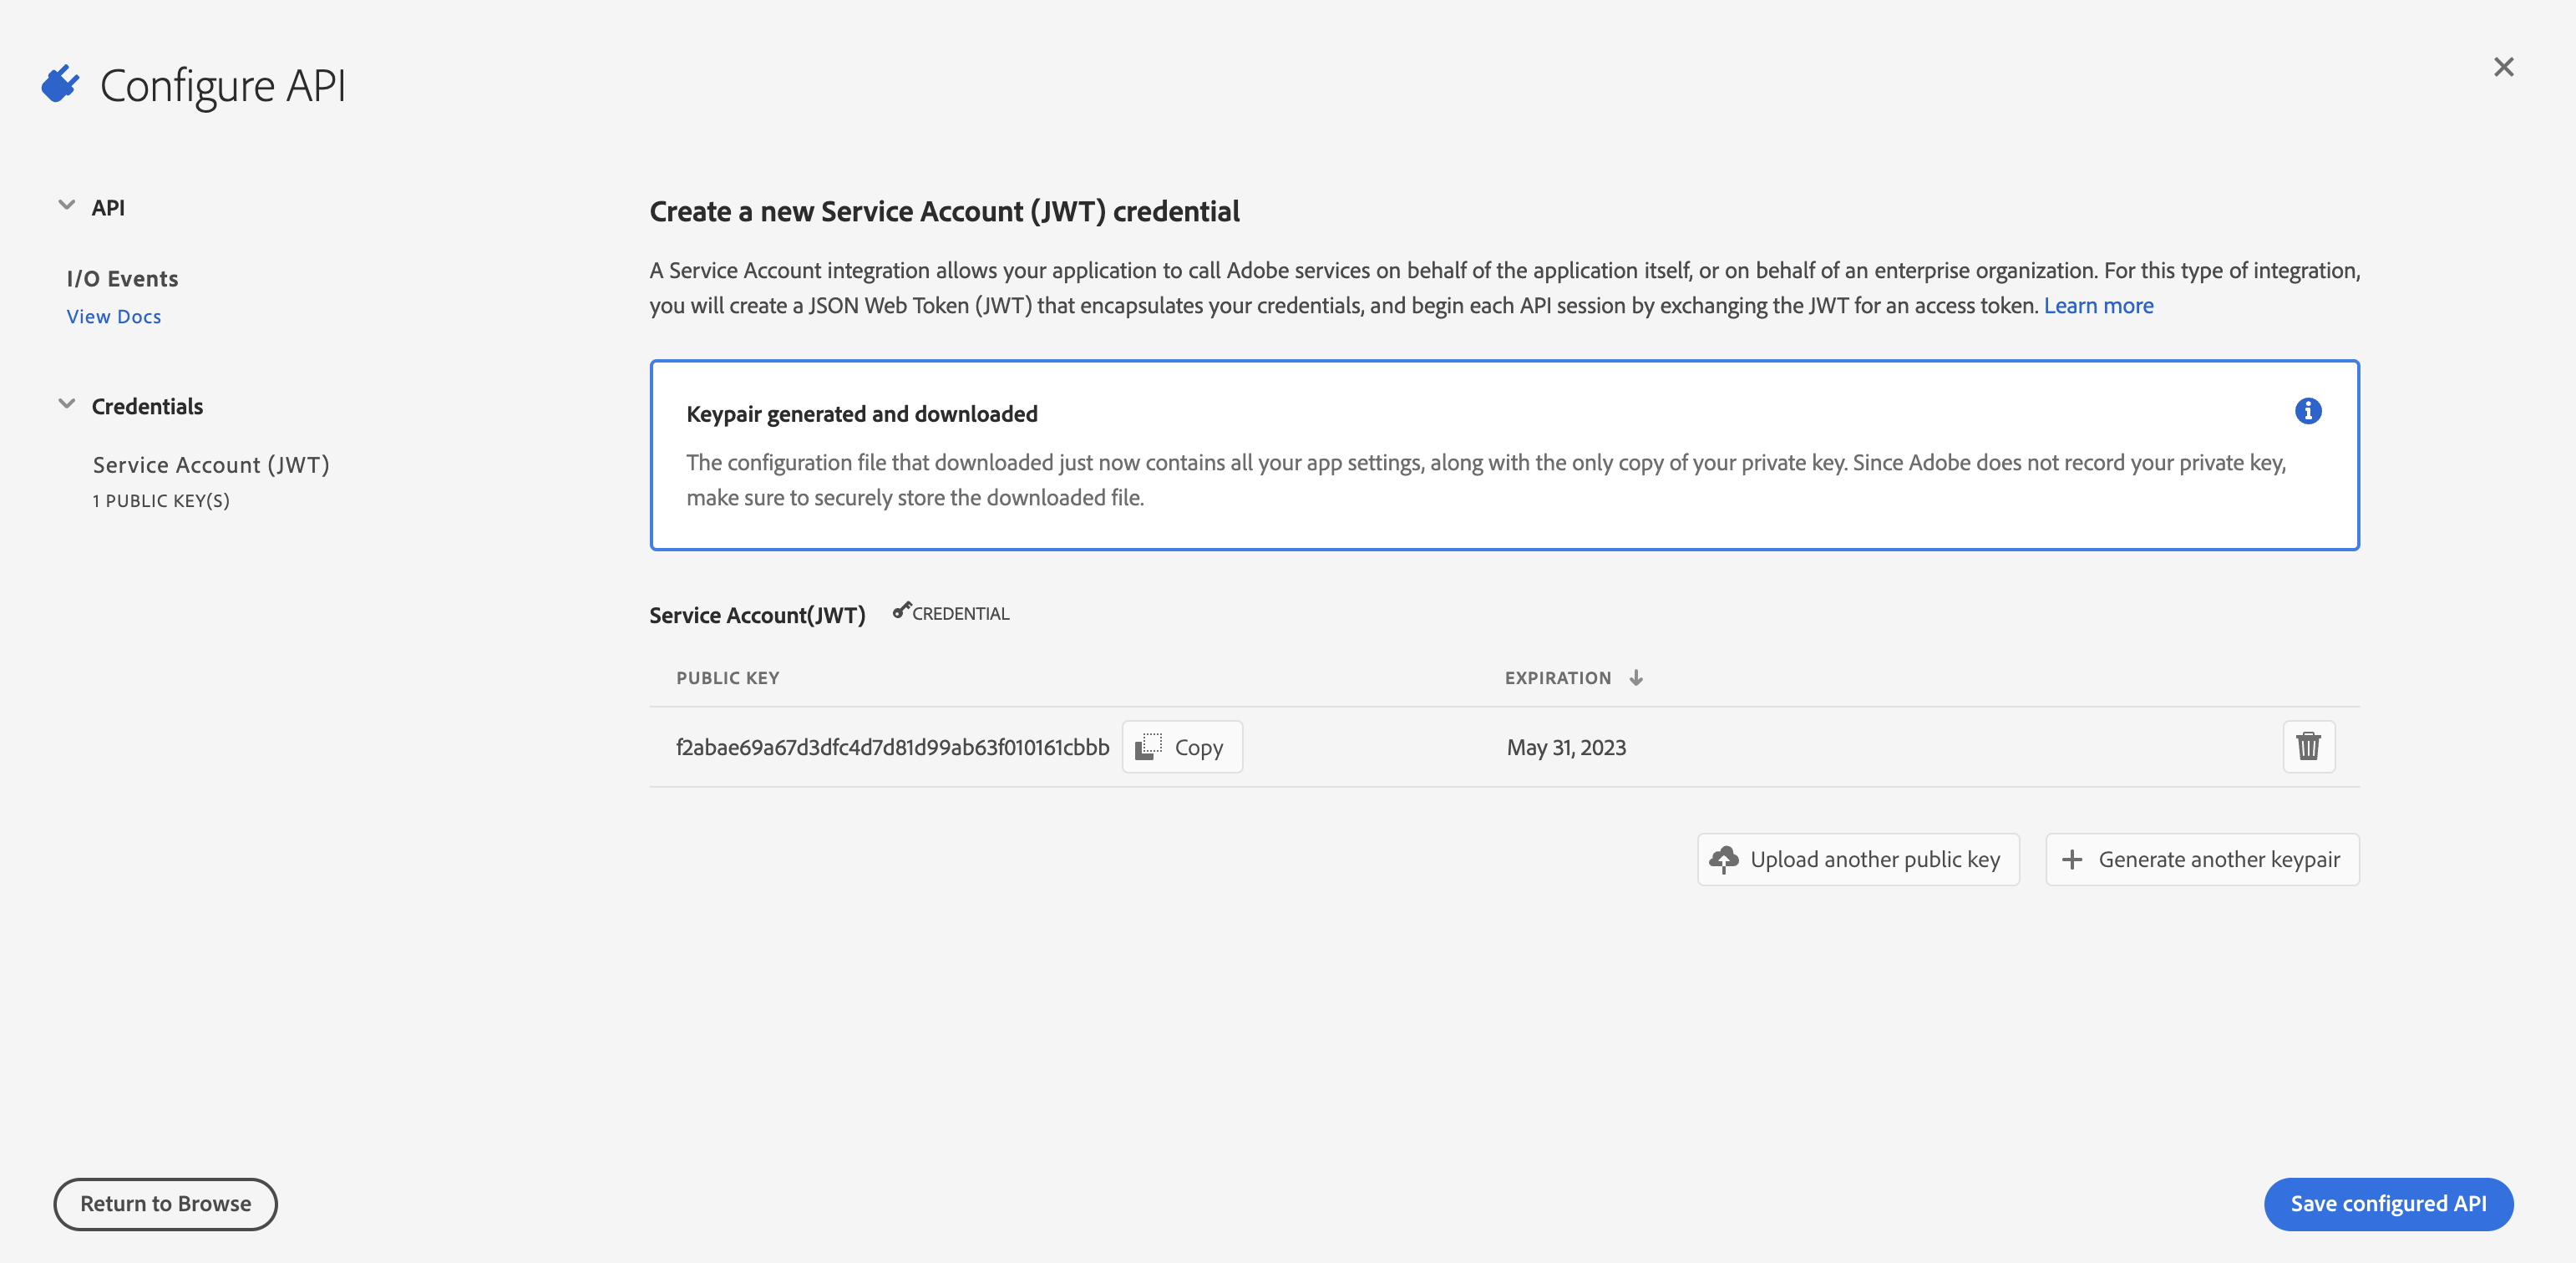 Configure API
API
I/O Events
View Docs
Credentials
Service Account (JWT)
1 PUBLIC KEY(S)
Create a new Service Account (JWT) credential
A Service Account integration allows your application to call Adobe services on behalf of the application itself, or on behalf of an enterprise organization. For this type of integration,
you will create a JSON Web Token (JWT) that encapsulates your credentials, and begin each API session by exchanging the JWT for an access token. Learn more
Keypair generated and downloaded
The configuration file that downloaded just now contains all your app settings, along with the only copy of your private key. Since Adobe does not record your private key,
make sure to securely store the downloaded file.
Service Account(JWT) CREDENTIAL
PUBLIC KEY EXPIRATION
f2abae69a67d3dfc4d7d81d99ab63f010161cbbb Copy May 31, 2023
Upload another public key Generate another keypair
Return to Browse Save configured API